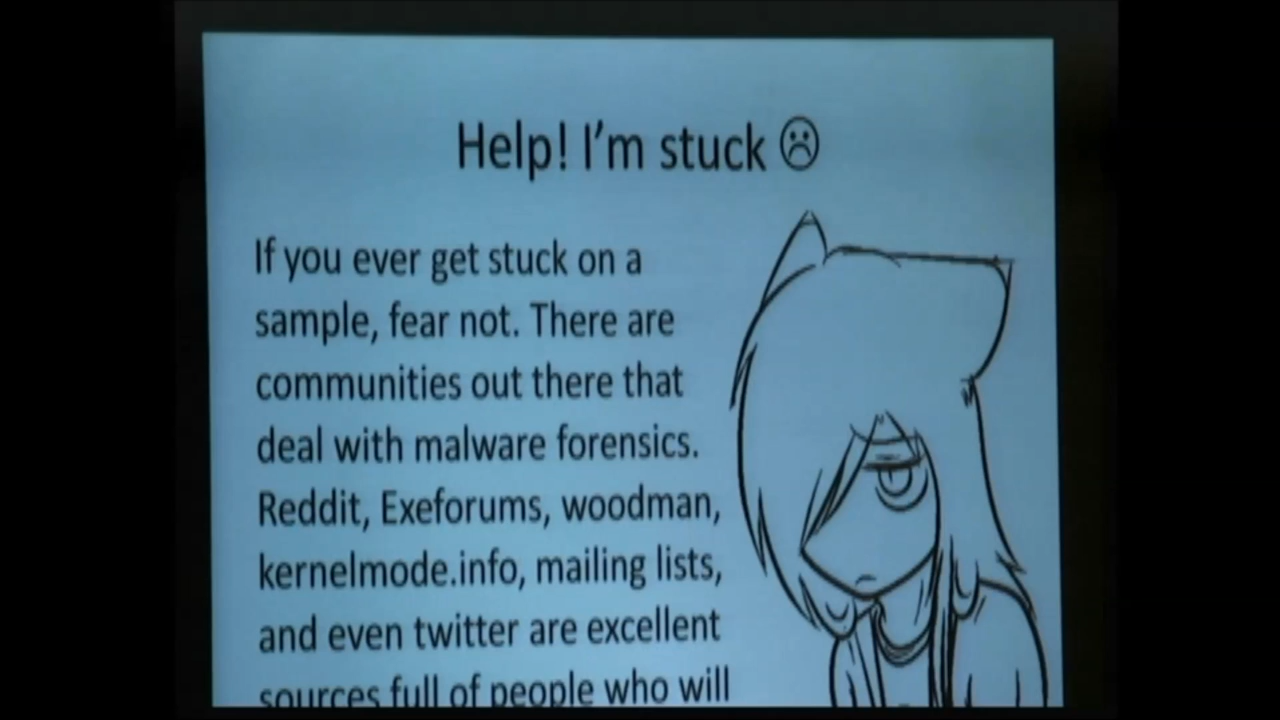 Help! I'm stuck ☹
If you ever get stuck on a
sample, fear not. There are
communities out there that
deal with malware forensics.
Reddit, Exeforums, woodman,
kernelmode.info, mailing lists,
and even twitter are excellent
sources full of people who will